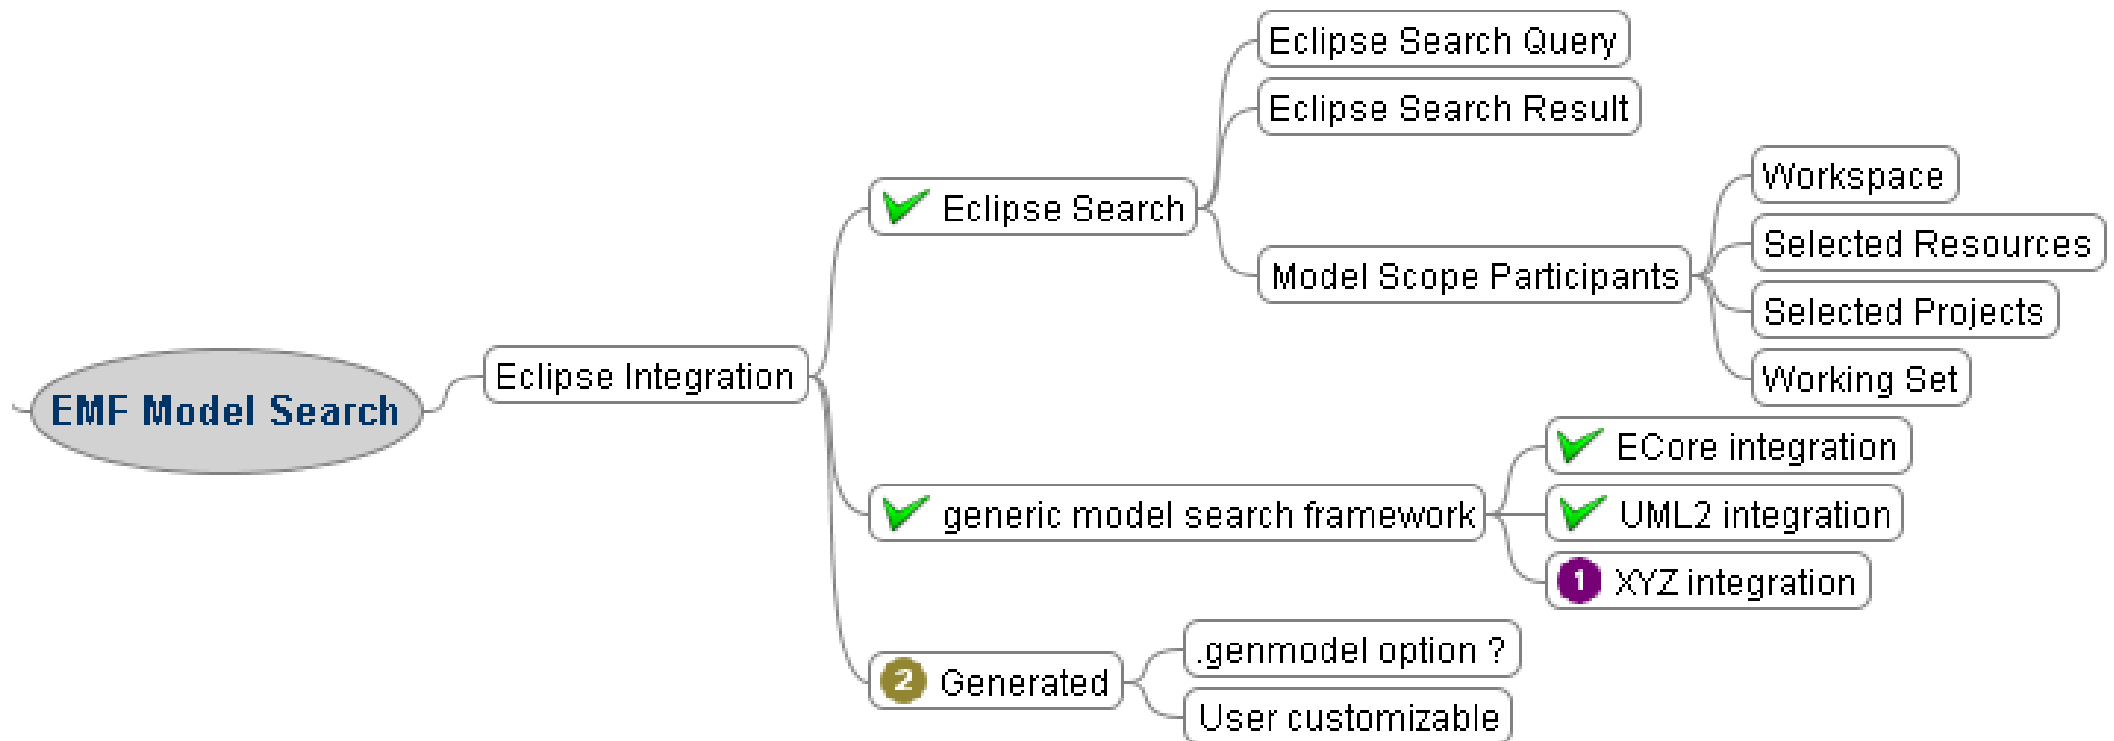 Eclipse Search Query
Eclipse Search Result
Workspace
Eclipse Search
Selected Resources
Model Scope Participants
Selected Projects
Eclipse Integration
Working Set
EMF Model Search
ECore integration
generic model search framework
UML2 integration
1 XYZ integration
.genmodel option ?
2 Generated
User customizable